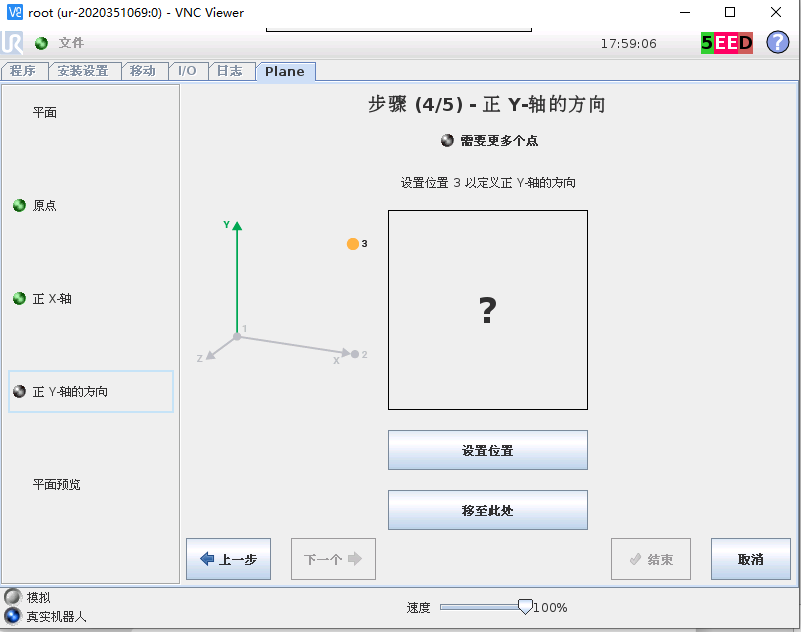 root (ur-2020351069:0) - VNC Viewer
UR
文件
17:59:06
5EED
?
程序
安装设置
移动
I/O
日志
Plane
步骤 (4/5) - 正 Y-轴的方向
平面
需要更多个点
设置位置 3 以定义正 Y-轴的方向
原点
Y
3
正 X-轴
?
1
Z
X
2
正 Y-轴的方向
设置位置
平面预览
移至此处
上一步
下一个
结束
取消
模拟
真实机器人
速度
100%